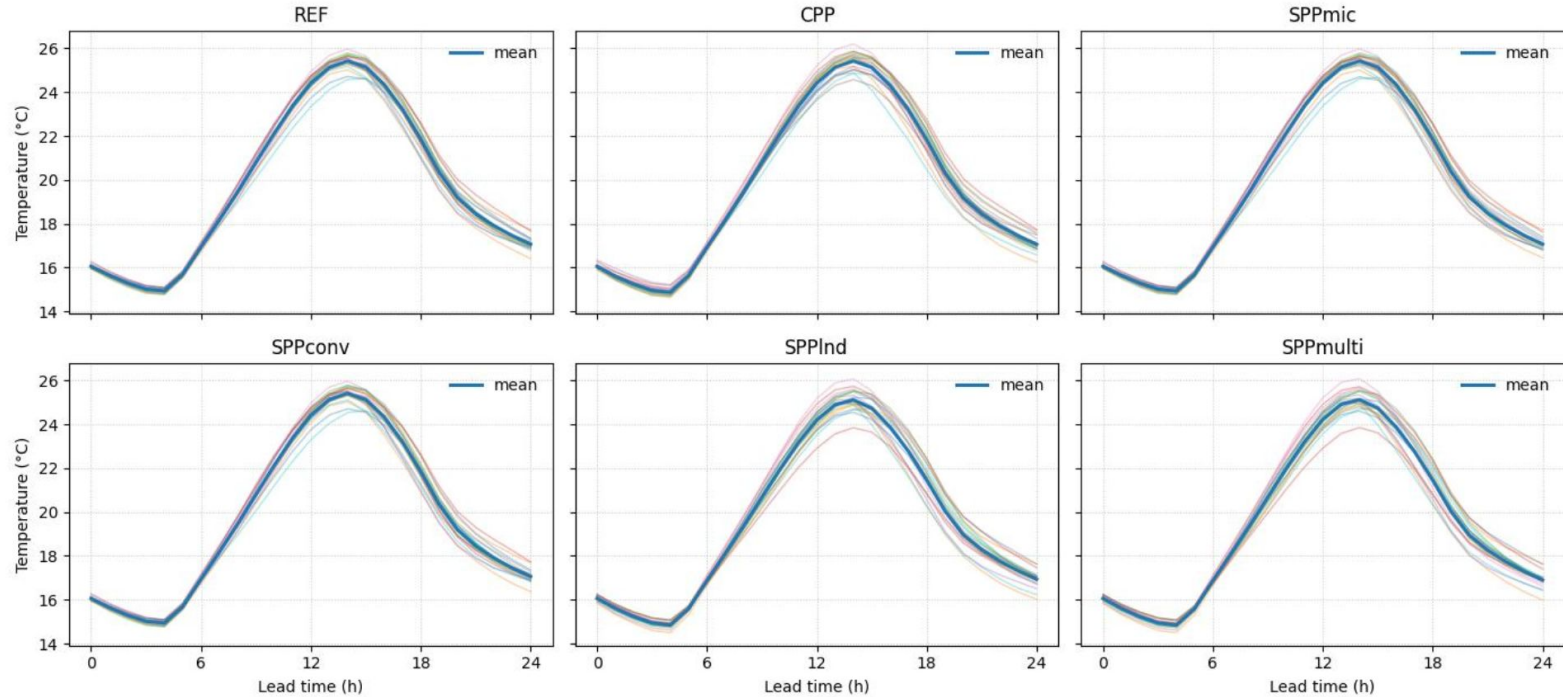 REF
CPP
SPPmic
26
24
22
20
18
16
14
Temperature (°C)
mean
mean
mean
SPPconv
SPPlnd
SPPmulti
26
24
22
20
18
16
14
Temperature (°C)
mean
mean
mean
0 6 12 18 24
0 6 12 18 24
0 6 12 18 24
Lead time (h)
Lead time (h)
Lead time (h)